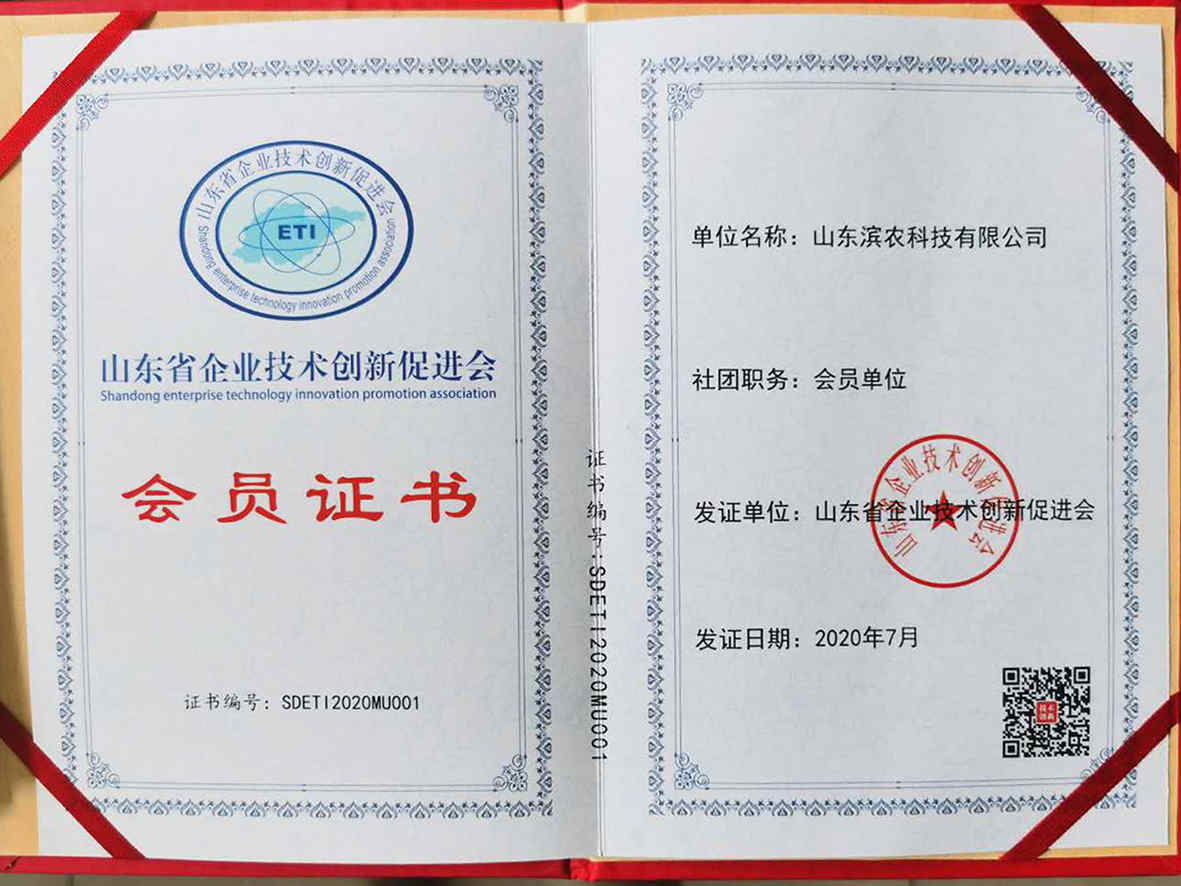 山东省企业技术创新促进会
ETI
Shandong enterprise technology innovation promotion association
山东省企业技术创新促进会
Shandong enterprise technology innovation promotion association
会员证书
证书编号：SDETI2020MU001
证书编号：SDETI2020MU001
单位名称：山东滨农科技有限公司
社团职务：会员单位
发证单位：山东省企业技术创新促进会
山东省企业技术创新促进会
发证日期：2020年7月
技术
创新